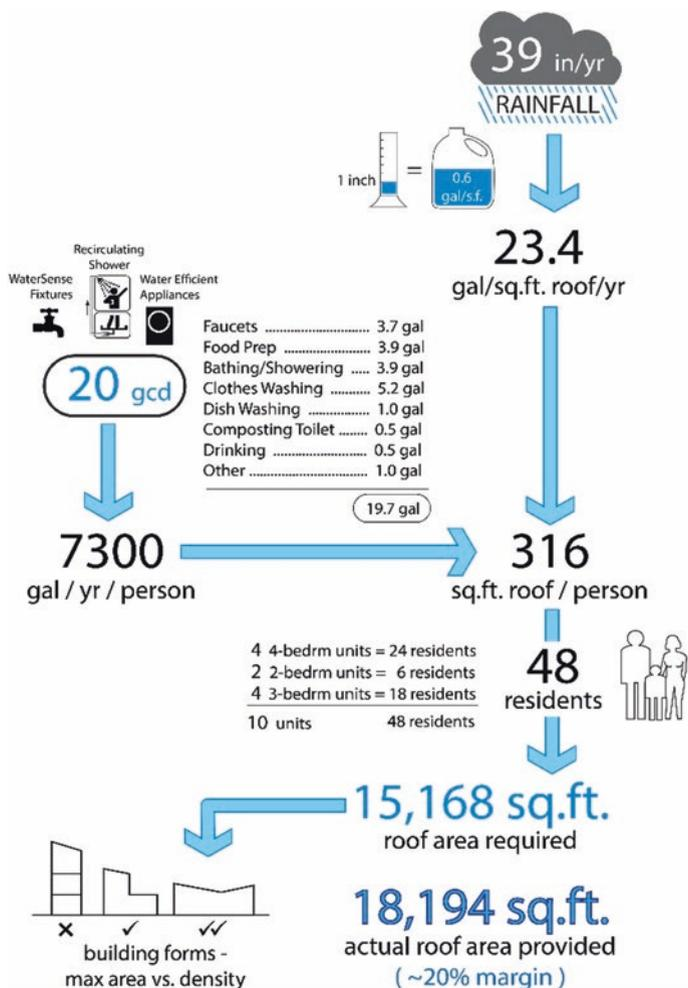 39 in/yr
RAINFALL
1 inch
=
0.6
gal/s.f.
23.4
gal/sq.ft. roof/yr
Recirculating
Shower
WaterSense
Fixtures
Water Efficient
Appliances
20 gcd
Faucets ............................ 3.7 gal
Food Prep ....................... 3.9 gal
Bathing/Showering ..... 3.9 gal
Clothes Washing ........... 5.2 gal
Dish Washing ................. 1.0 gal
Composting Toilet ........ 0.5 gal
Drinking ......................... 0.5 gal
Other ................................ 1.0 gal
19.7 gal
7300
gal / yr / person
316
sq.ft. roof / person
4 4-bedrm units = 24 residents
2 2-bedrm units = 6 residents
4 3-bedrm units = 18 residents
10 units 48 residents
48
residents
15,168 sq.ft.
roof area required
building forms -
max area vs. density
18,194 sq.ft.
actual roof area provided
( ~20% margin )